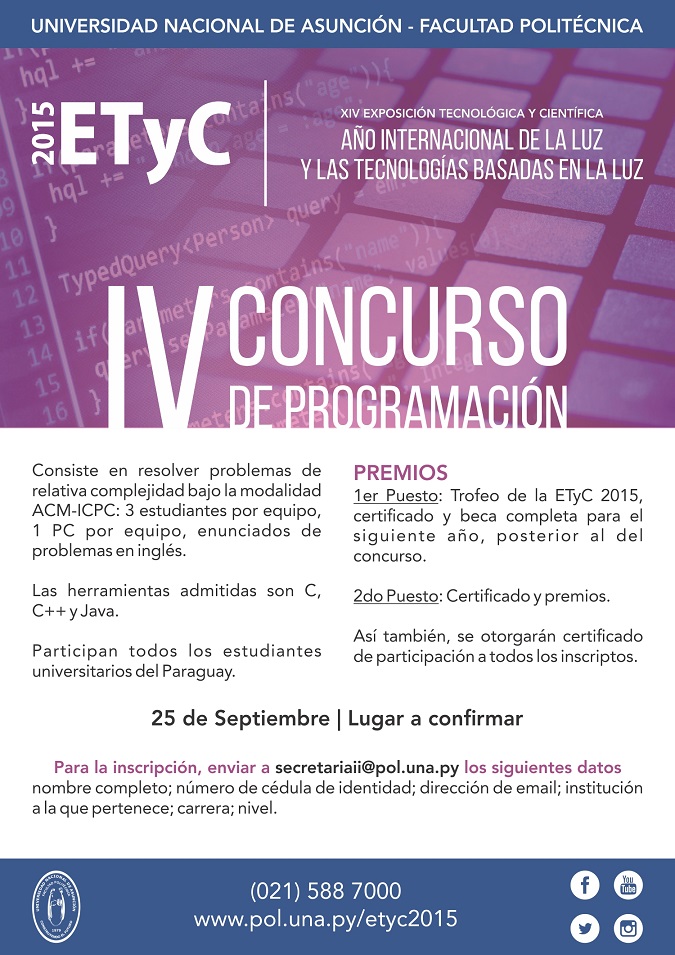 UNIVERSIDAD NACIONAL DE ASUNCIÓN - FACULTAD POLITÉCNICA
2015 ETyC
XIV EXPOSICIÓN TECNOLÓGICA Y CIENTÍFICA
AÑO INTERNACIONAL DE LA LUZ
Y LAS TECNOLOGÍAS BASADAS EN LA LUZ
IV CONCURSO
DE PROGRAMACIÓN
Consiste en resolver problemas de
relativa complejidad bajo la modalidad
ACM-ICPC: 3 estudiantes por equipo,
1 PC por equipo, enunciados de
problemas en inglés.
Las herramientas admitidas son C,
C++ y Java.
Participan todos los estudiantes
universitarios del Paraguay.
PREMIOS
1er Puesto: Trofeo de la ETyC 2015,
certificado y beca completa para el
siguiente año, posterior al del
concurso.
2do Puesto: Certificado y premios.
Así también, se otorgarán certificado
de participación a todos los inscriptos.
25 de Septiembre | Lugar a confirmar
Para la inscripción, enviar a secretariaii@pol.una.py los siguientes datos
nombre completo; número de cédula de identidad; dirección de email; institución
a la que pertenece; carrera; nivel.
(021) 588 7000
www.pol.una.py/etyc2015
You
Tube